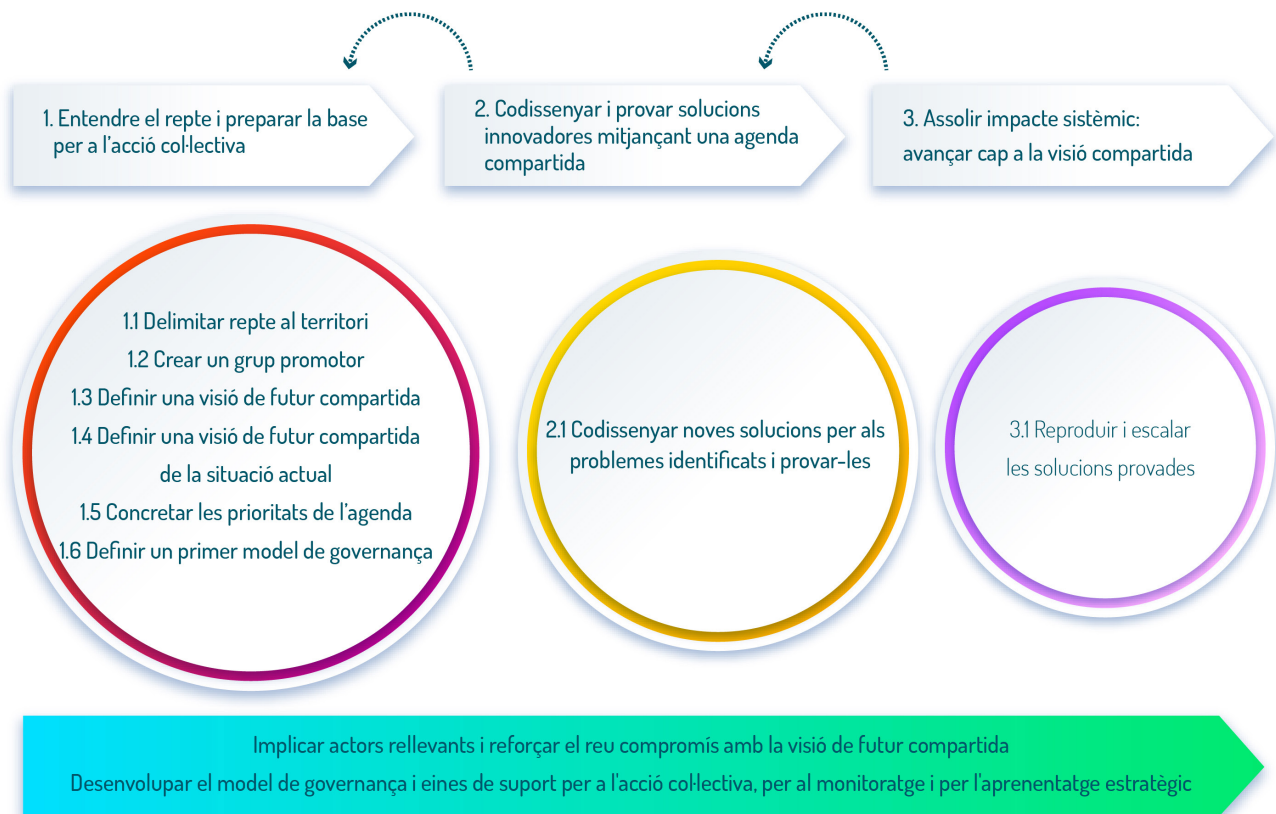 1. Entendre el repte i preparar la base
per a l'acció col·lectiva
2. Codissenyar i provar solucions
innovadores mitjançant una agenda
compartida
3. Assolir impacte sistèmic:
avançar cap a la visió compartida
1.1 Delimitar repte al territori
1.2 Crear un grup promotor
1.3 Definir una visió de futur compartida
1.4 Definir una visió de futur compartida
de la situació actual
1.5 Concretar les prioritats de l'agenda
1.6 Definir un primer model de governança
2.1 Codissenyar noves solucions per als
problemes identificats i provar-les
3.1 Reproduir i escalar
les solucions provades
Implicar actors rellevants i reforçar el reu compromís amb la visió de futur compartida
Desenvolupar el model de governança i eines de suport per a l'acció col·lectiva, per al monitoratge i per l'aprenentatge estratègic